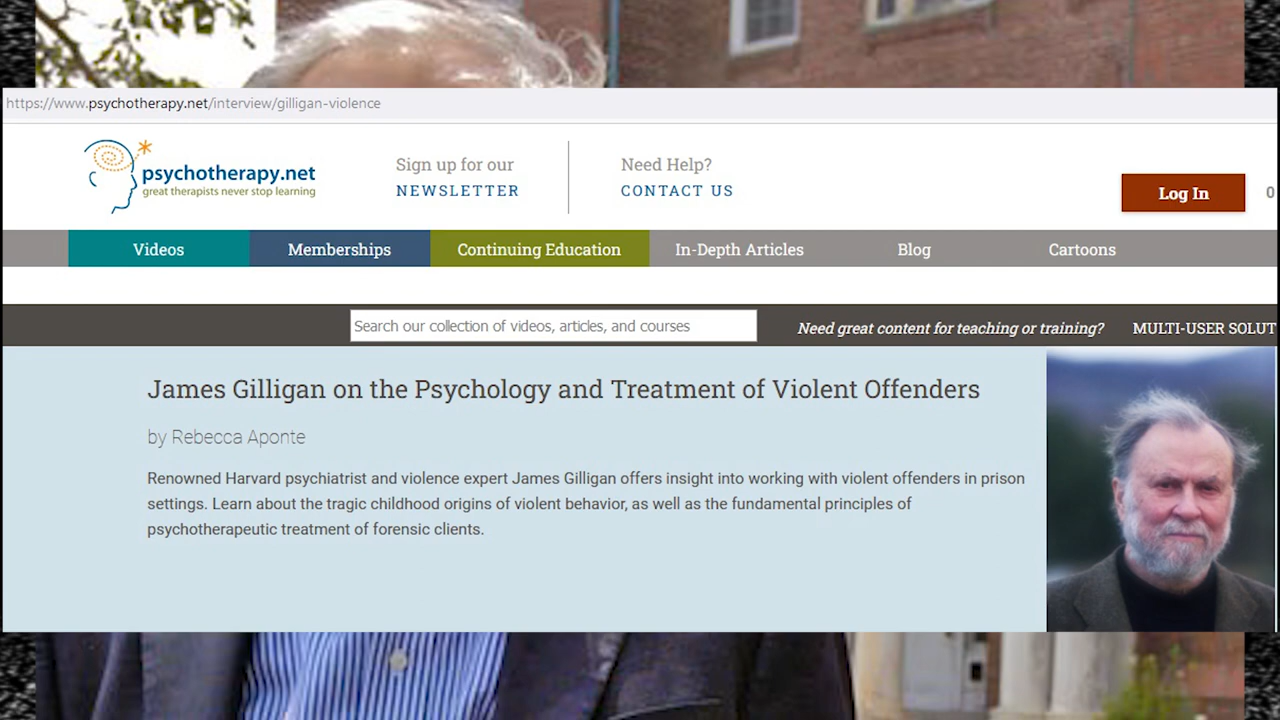 https://www.psychotherapy.net/interview/gilligan-violence
psychotherapy.net
great therapists never stop learning
Sign up for our
NEWSLETTER
Need Help?
CONTACT US
Log In
0
Videos
Memberships
Continuing Education
In-Depth Articles
Blog
Cartoons
Search our collection of videos, articles, and courses
Need great content for teaching or training?
MULTI-USER SOLUT
James Gilligan on the Psychology and Treatment of Violent Offenders
by Rebecca Aponte
Renowned Harvard psychiatrist and violence expert James Gilligan offers insight into working with violent offenders in prison
settings. Learn about the tragic childhood origins of violent behavior, as well as the fundamental principles of
psychotherapeutic treatment of forensic clients.